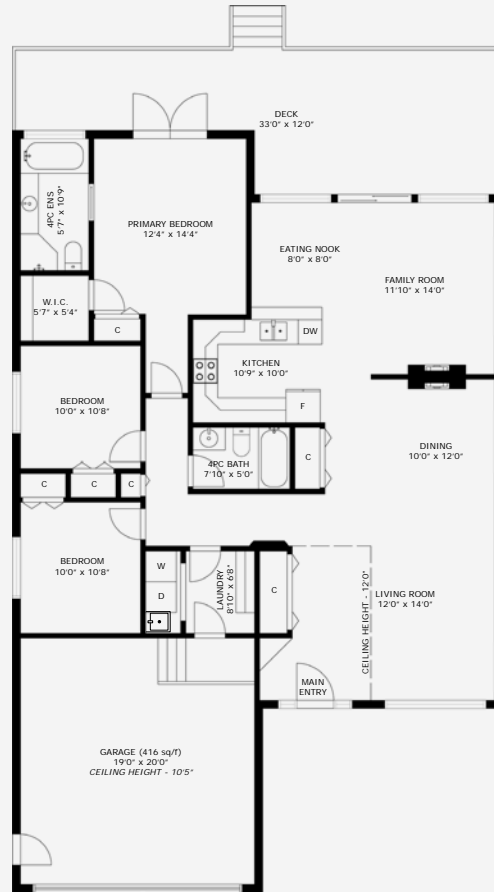 DECK
33'0" x 12'0"
4PC ENS
5'7" x 10'9"
PRIMARY BEDROOM
12'4" x 14'4"
EATING NOOK
8'0" x 8'0"
FAMILY ROOM
11'10" x 14'0"
W.I.C.
5'7" x 5'4"
C
DW
KITCHEN
10'9" x 10'0"
F
BEDROOM
10'0" x 10'8"
DINING
10'0" x 12'0"
4PC BATH
7'10" x 5'0"
C
C
C
C
BEDROOM
10'0" x 10'8"
W
D
LAUNDRY
8'10" x 6'8"
C
CEILING HEIGHT - 12'0"
LIVING ROOM
12'0" x 14'0"
MAIN
ENTRY
GARAGE (416 sq/f)
19'0" x 20'0"
CEILING HEIGHT - 10'5"